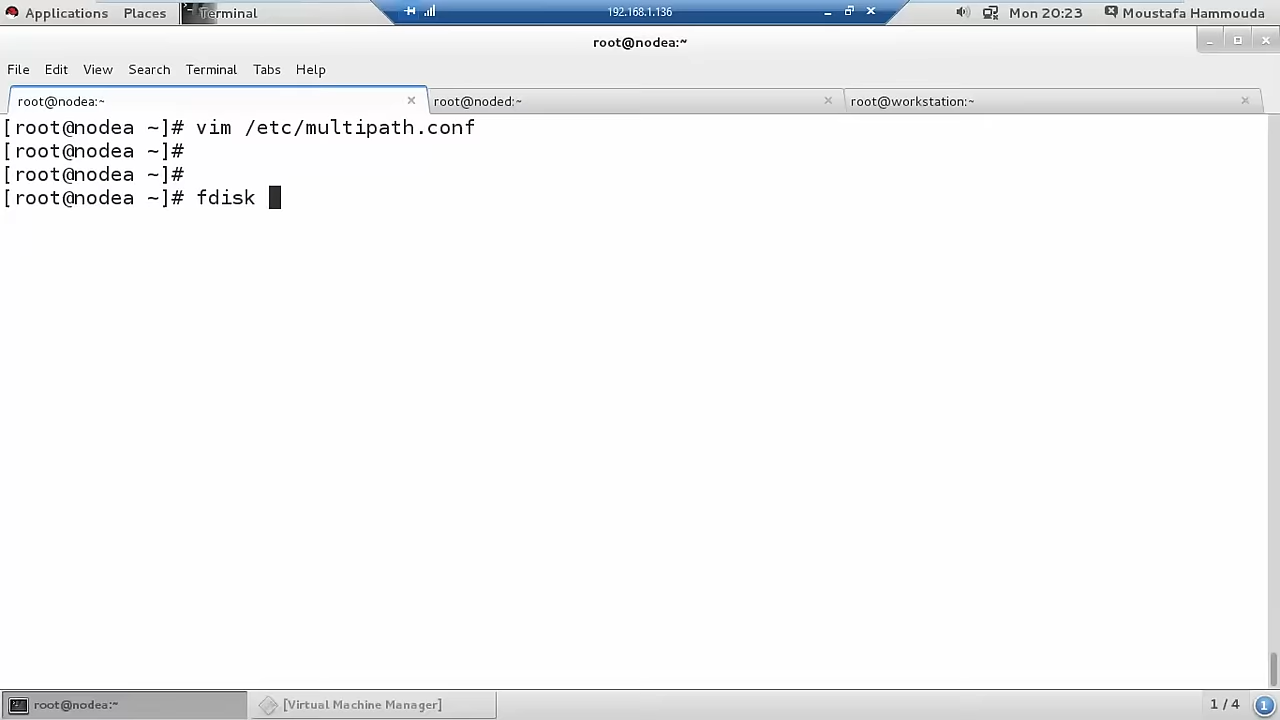 Applications Places Terminal 192.168.1.136 Mon 20:23 Moustafa Hammouda
root@nodea:~
File Edit View Search Terminal Tabs Help
root@nodea:~ root@noded:~ root@workstation:~
[root@nodea ~]# vim /etc/multipath.conf
[root@nodea ~]#
[root@nodea ~]#
[root@nodea ~]# fdisk
root@nodea:~ [Virtual Machine Manager] 1 / 4 1